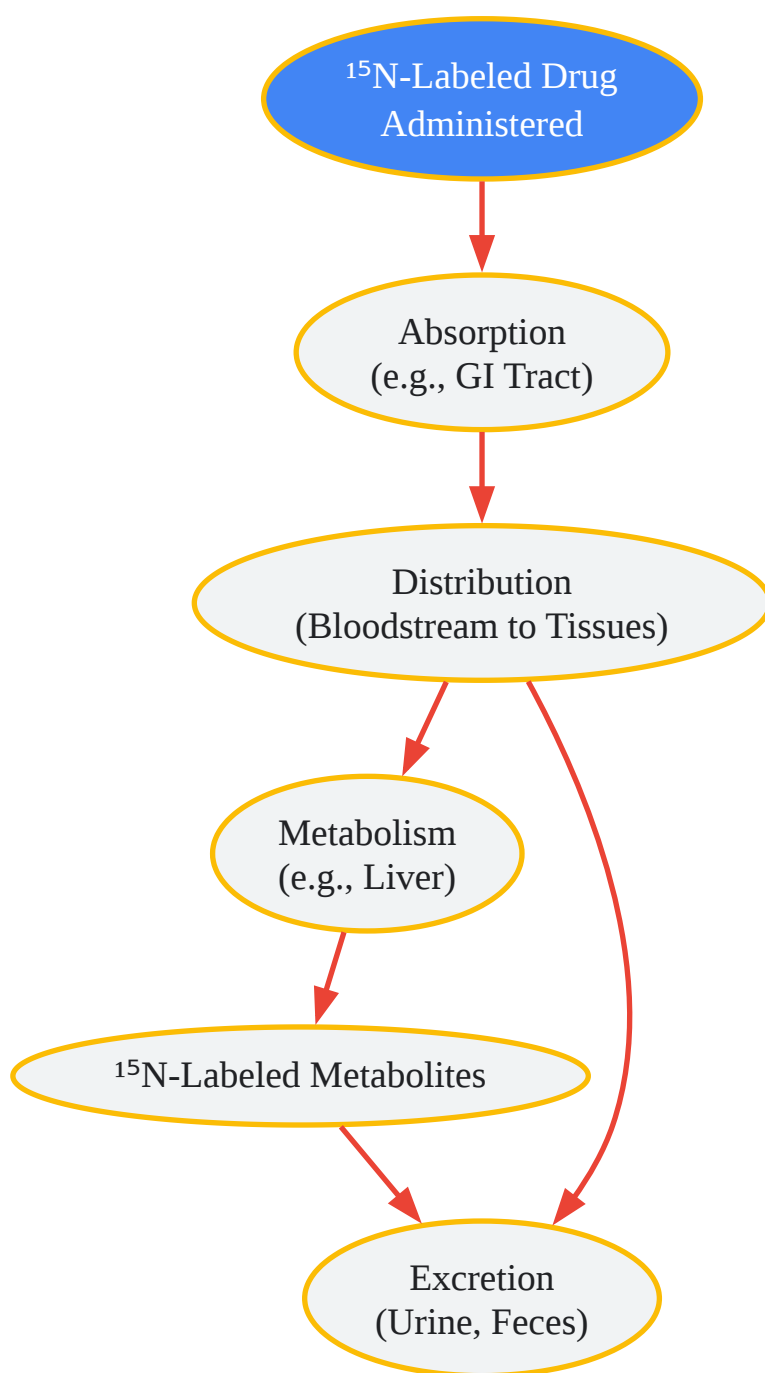 ¹⁵N-Labeled Drug
Administered
Absorption
(e.g., GI Tract)
Distribution
(Bloodstream to Tissues)
Metabolism
(e.g., Liver)
¹⁵N-Labeled Metabolites
Excretion
(Urine, Feces)